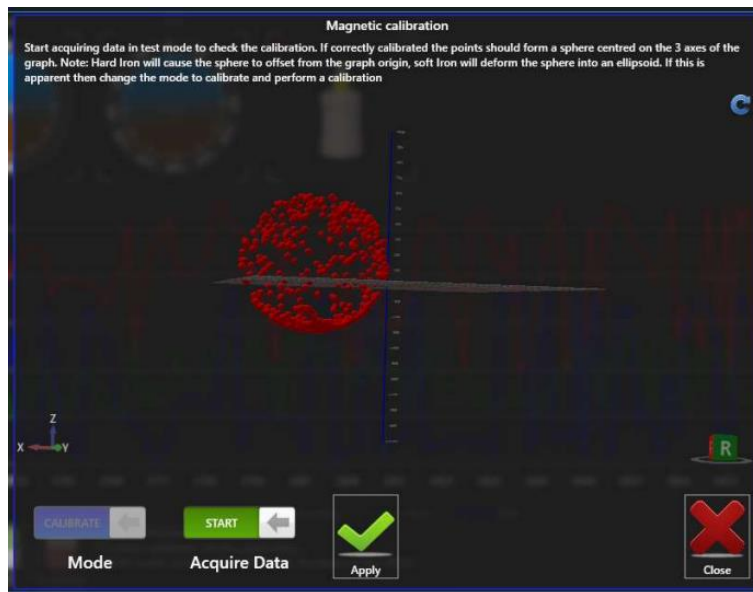 Magnetic calibration
Start acquiring data in test mode to check the calibration. If correctly calibrated the points should form a sphere centred on the 3 axes of the
graph. Note: Hard Iron will cause the sphere to offset from the graph origin, soft Iron will deform the sphere into an ellipsoid. If this is
apparent then change the mode to calibrate and perform a calibration
Z
X Y
R
CALIBRATE START
Mode Acquire Data Apply Close